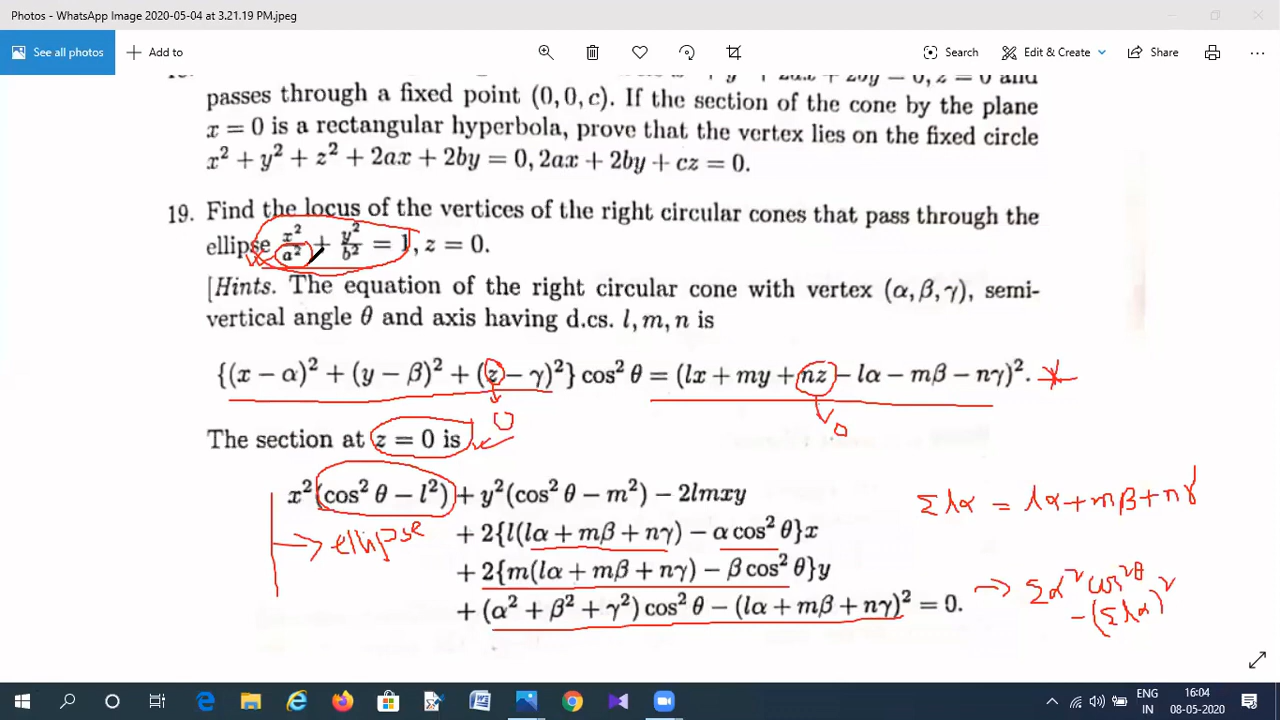 Photos - WhatsApp Image 2020-05-04 at 3.21.19 PM.jpeg
See all photos
Add to
Search
Edit & Create
Share
passes through a fixed point (0, 0, c). If the section of the cone by the plane
x = 0 is a rectangular hyperbola, prove that the vertex lies on the fixed circle
x² + y² + z² + 2ax + 2by = 0, 2ax + 2by + cz = 0.
19. Find the locus of the vertices of the right circular cones that pass through the
ellipse x²/a² + y²/b² = 1, z = 0.
[Hints. The equation of the right circular cone with vertex (α, β, γ), semi-
vertical angle θ and axis having d.cs. l, m, n is
{(x − α)² + (y − β)² + (z − γ)²} cos² θ = (lx + my + nz − lα − mβ − nγ)².
0
0
The section at z = 0 is
x²(cos² θ − l²) + y²(cos² θ − m²) − 2lmxy
Σlα = lα + mβ + nγ
+ 2{l(lα + mβ + nγ) − α cos² θ}x
ellipse
+ 2{m(lα + mβ + nγ) − β cos² θ}y
→ Σα² cos²θ
+ (α² + β² + γ²) cos² θ − (lα + mβ + nγ)² = 0.
− (Σlα)²
ENG
IN
16:04
08-05-2020